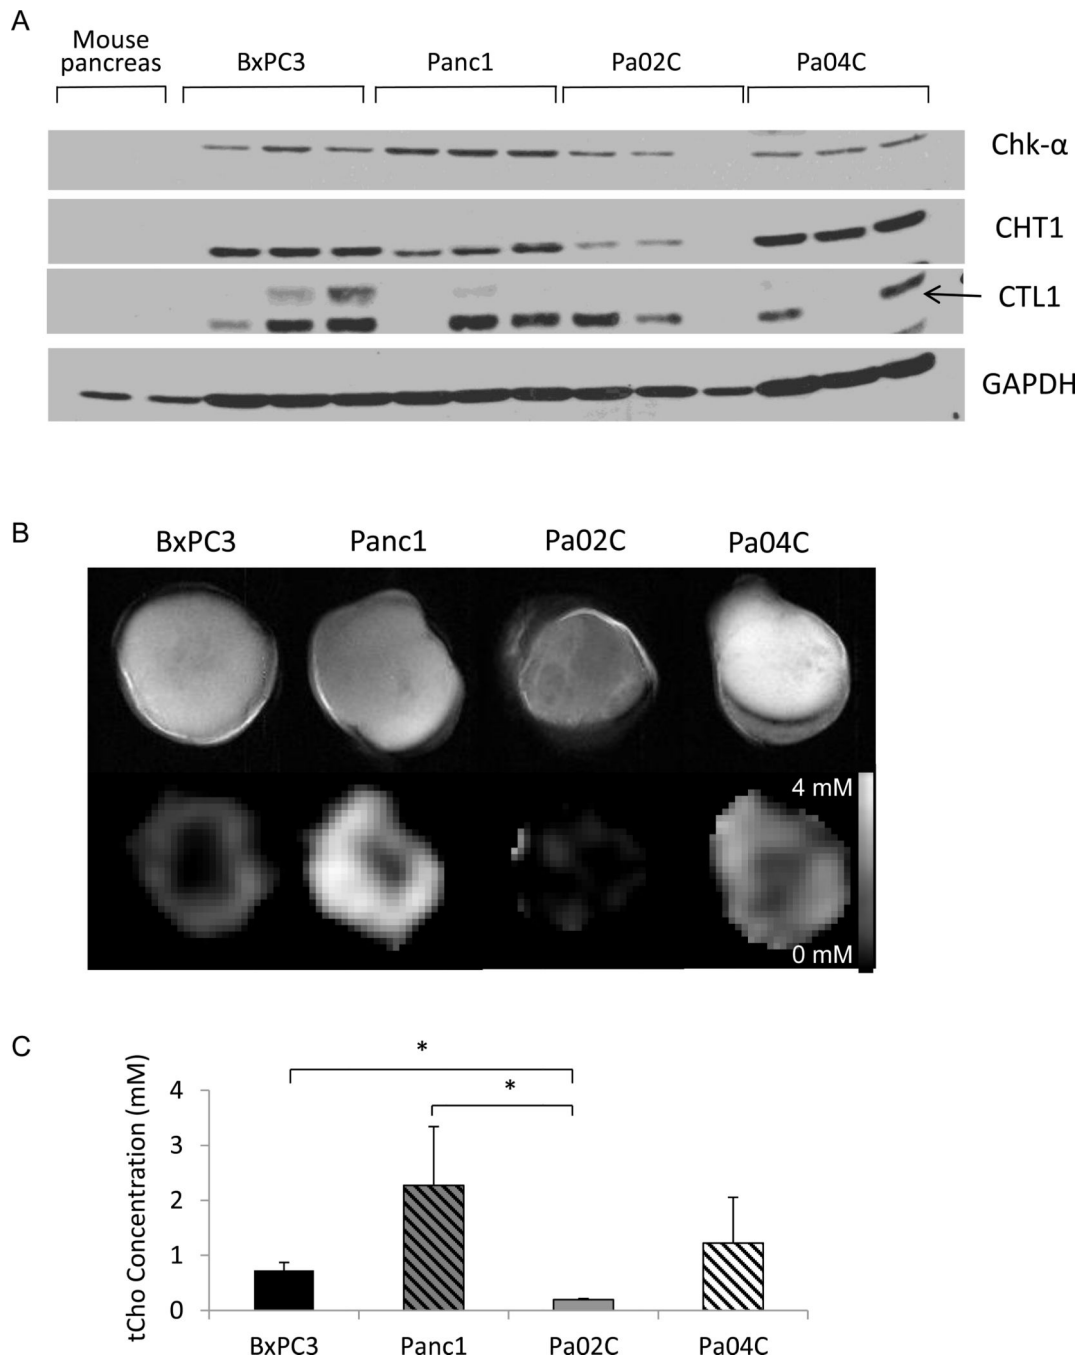 A
Mouse
pancreas
BxPC3
Panc1
Pa02C
Pa04C
Chk-α
CHT1
CTL1
GAPDH
B
BxPC3
Panc1
Pa02C
Pa04C
4 mM
0 mM
C
tCho Concentration (mM)
*
*
4
3
2
1
0
BxPC3
Panc1
Pa02C
Pa04C